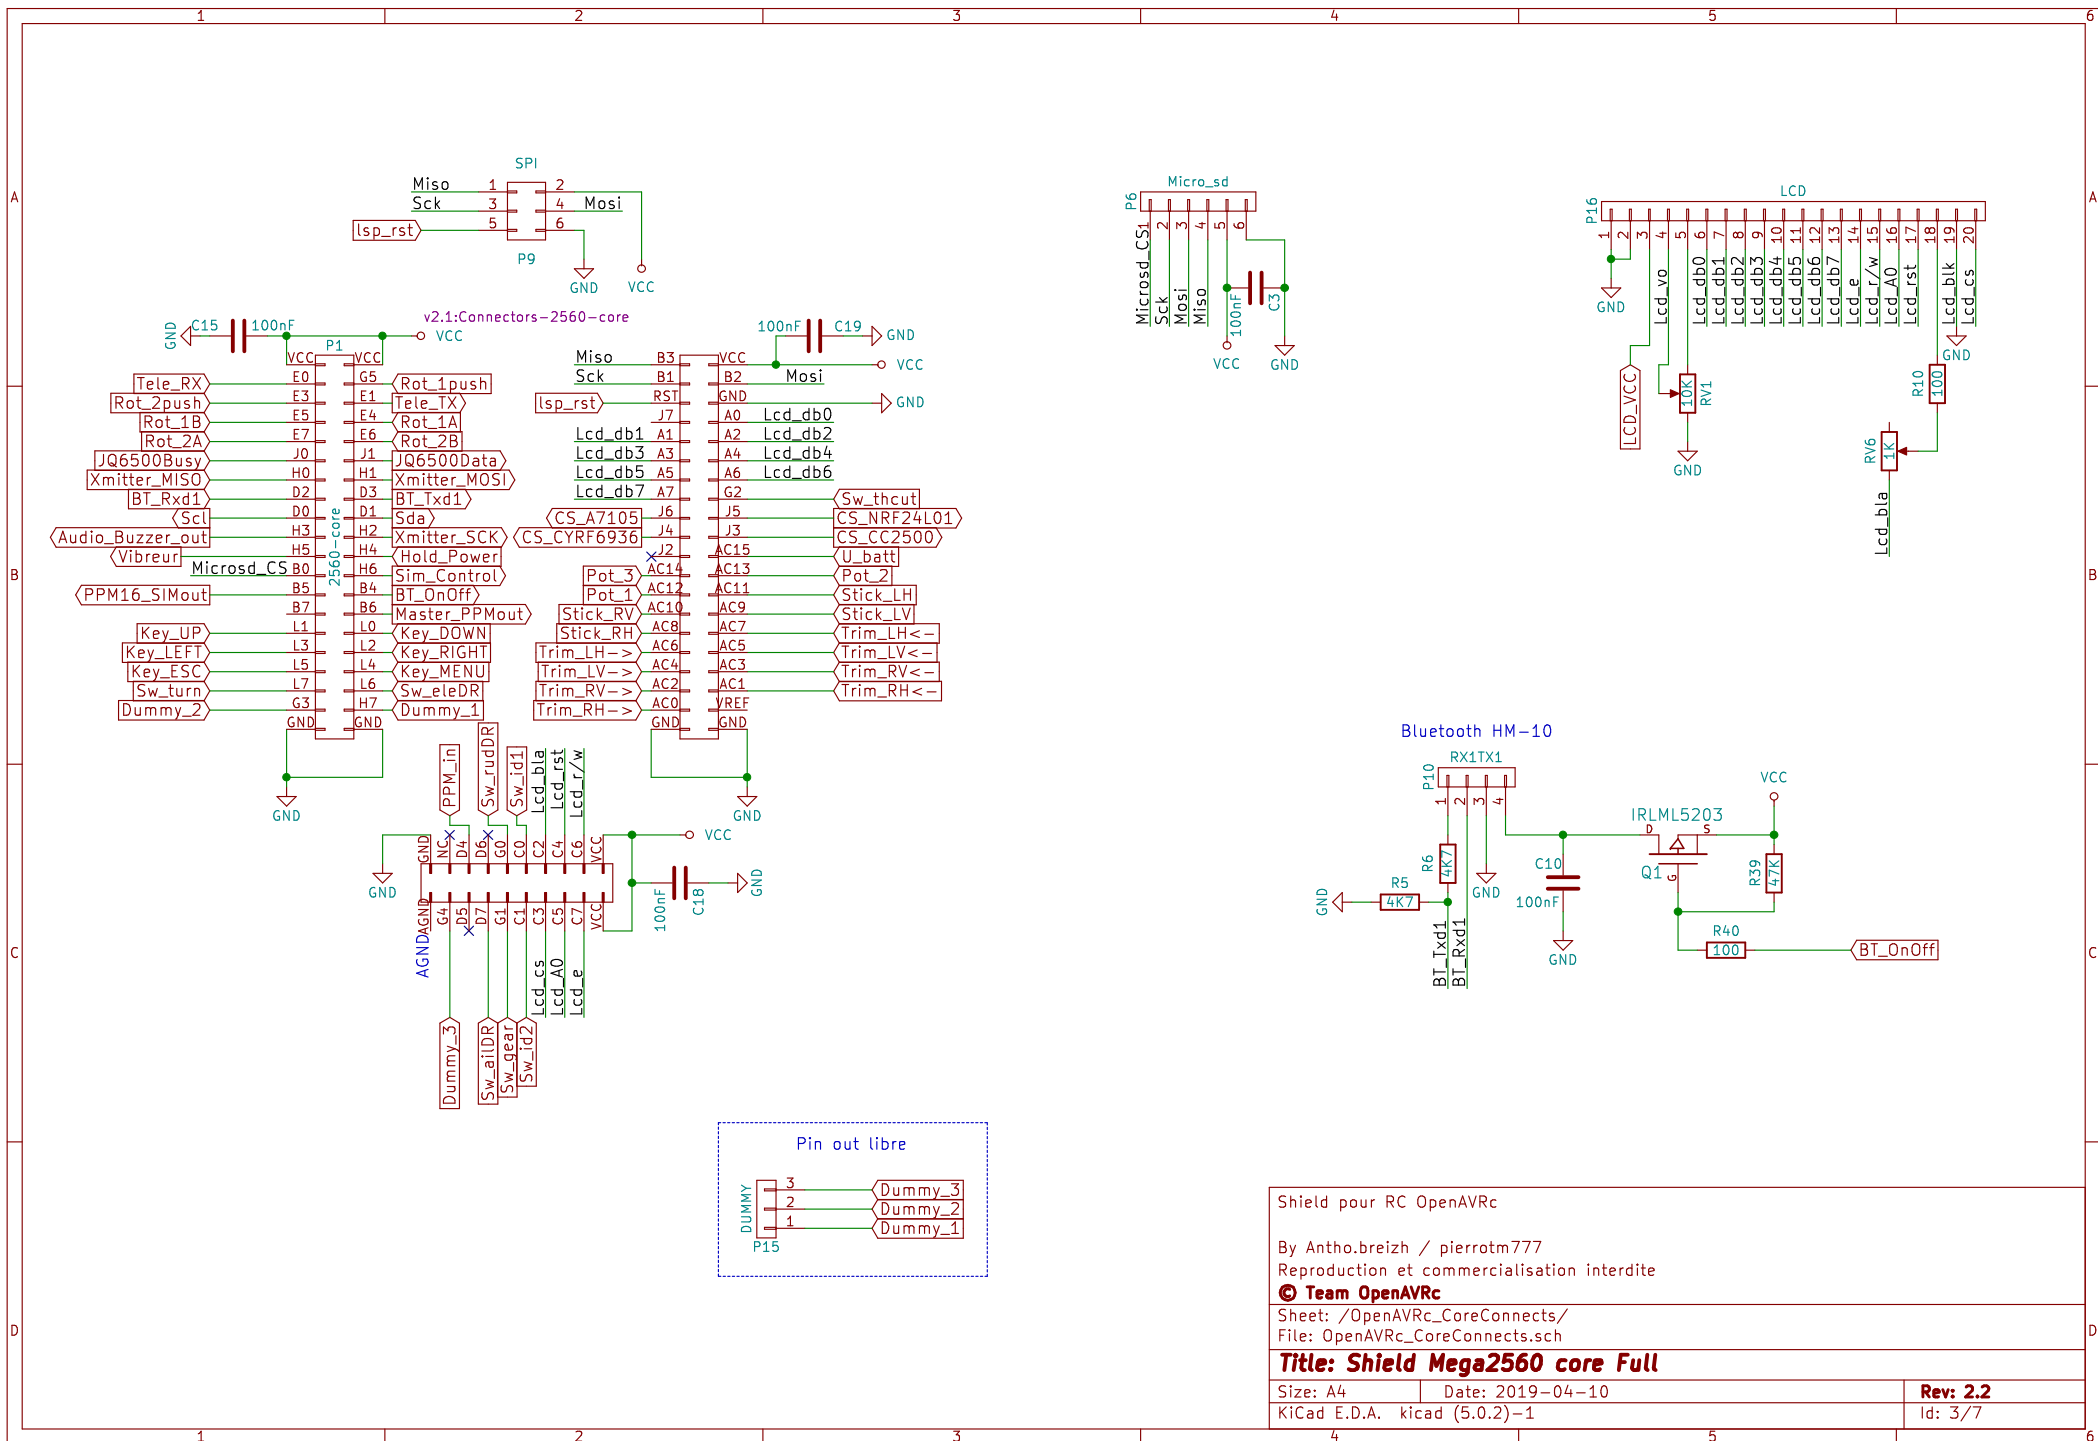 1 2 3 4 5 6
A A
B B
C C
D D
1 2 3 4 5 6
SPI
Miso 1 2
Sck 3 4 Mosi
Isp_rst 5 6
P9
GND
VCC
v2.1:Connectors-2560-core
GND C15 100nF VCC
P1
VCC VCC
Tele_RX E0 G5 Rot_1push
Rot_2push E3 E1 Tele_TX
Rot_1B E5 E4 Rot_1A
Rot_2A E7 E6 Rot_2B
JQ6500Busy J0 J1 JQ6500Data
Xmitter_MISO H0 H1 Xmitter_MOSI
BT_Rxd1 D2 D3 BT_Txd1
Scl D0 D1 Sda
Audio_Buzzer_out H3 H2 Xmitter_SCK
Vibreur H5 H4 Hold_Power
Microsd_CS B0 H6 Sim_Control
PPM16_SIMout B5 B4 BT_OnOff
B7 B6 Master_PPMout
Key_UP L1 L0 Key_DOWN
Key_LEFT L3 L2 Key_RIGHT
Key_ESC L5 L4 Key_MENU
Sw_turn L7 L6 Sw_eleDR
Dummy_2 G3 H7 Dummy_1
GND GND
GND
2560-core
100nF C19 GND
Miso B3 VCC VCC
Sck B1 B2 Mosi
Isp_rst RST GND GND
J7 A0 Lcd_db0
Lcd_db1 A1 A2 Lcd_db2
Lcd_db3 A3 A4 Lcd_db4
Lcd_db5 A5 A6 Lcd_db6
Lcd_db7 A7 G2 Sw_thcut
CS_A7105 J6 J5 CS_NRF24L01
CS_CYRF6936 J4 J3 CS_CC2500
J2 AC15 U_batt
Pot_3 AC14 AC13 Pot_2
Pot_1 AC12 AC11 Stick_LH
Stick_RV AC10 AC9 Stick_LV
Stick_RH AC8 AC7 Trim_LH<-
Trim_LH-> AC6 AC5 Trim_LV<-
Trim_LV-> AC4 AC3 Trim_RV<-
Trim_RV-> AC2 AC1 Trim_RH<-
Trim_RH-> AC0 VREF
GND GND
GND
PPM_in Sw_rudDR Sw_id1 Lcd_bla Lcd_rst Lcd_r/w
GND NC D4 D6 G0 C0 C2 C4 C6 VCC
VCC
GND
100nF C18 GND
AGND G4 D5 D7 G1 C1 C3 C5 C7 VCC
AGND
Lcd_cs Lcd_A0 Lcd_e
Dummy_3 Sw_ailDR Sw_gear Sw_id2
Pin out libre
DUMMY
3 Dummy_3
2 Dummy_2
1 Dummy_1
P15
Micro_sd
P6
1 2 3 4 5 6
Microsd_CS Sck Mosi Miso
100nF C3
VCC GND
LCD
P16
1 2 3 4 5 6 7 8 9 10 11 12 13 14 15 16 17 18 19 20
GND
Lcd_vo Lcd_db0 Lcd_db1 Lcd_db2 Lcd_db3 Lcd_db4 Lcd_db5 Lcd_db6 Lcd_db7 Lcd_e Lcd_r/w Lcd_A0 Lcd_rst Lcd_blk Lcd_cs
GND
LCD_VCC
10K RV1
GND
R10 100
RV6 1K
Lcd_bla
Bluetooth HM-10
RX1TX1
P10
1 2 3 4
R6 4K7
GND
R5
4K7
GND
BT_Txd1 BT_Rxd1
C10
100nF
GND
IRLML5203
D S
G
Q1
VCC
R39 47K
R40
100
BT_OnOff
Shield pour RC OpenAVRc
By Antho.breizh / pierrotm777
Reproduction et commercialisation interdite
© Team OpenAVRc
Sheet: /OpenAVRc_CoreConnects/
File: OpenAVRc_CoreConnects.sch
Title: Shield Mega2560 core Full
Size: A4 Date: 2019-04-10 Rev: 2.2
KiCad E.D.A. kicad (5.0.2)-1 Id: 3/7